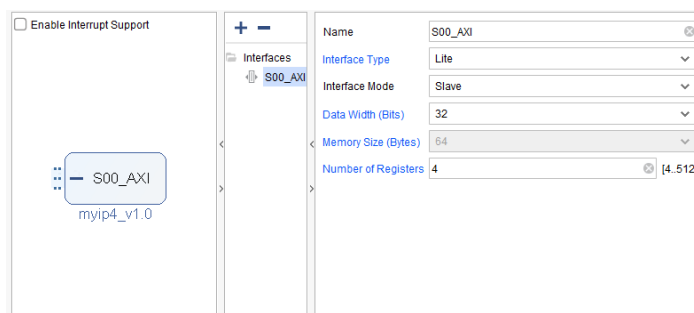 Enable Interrupt Support
S00_AXI
myip4_v1.0
Interfaces
S00_AXI
Name S00_AXI
Interface Type Lite
Interface Mode Slave
Data Width (Bits) 32
Memory Size (Bytes) 64
Number of Registers 4 [4..512